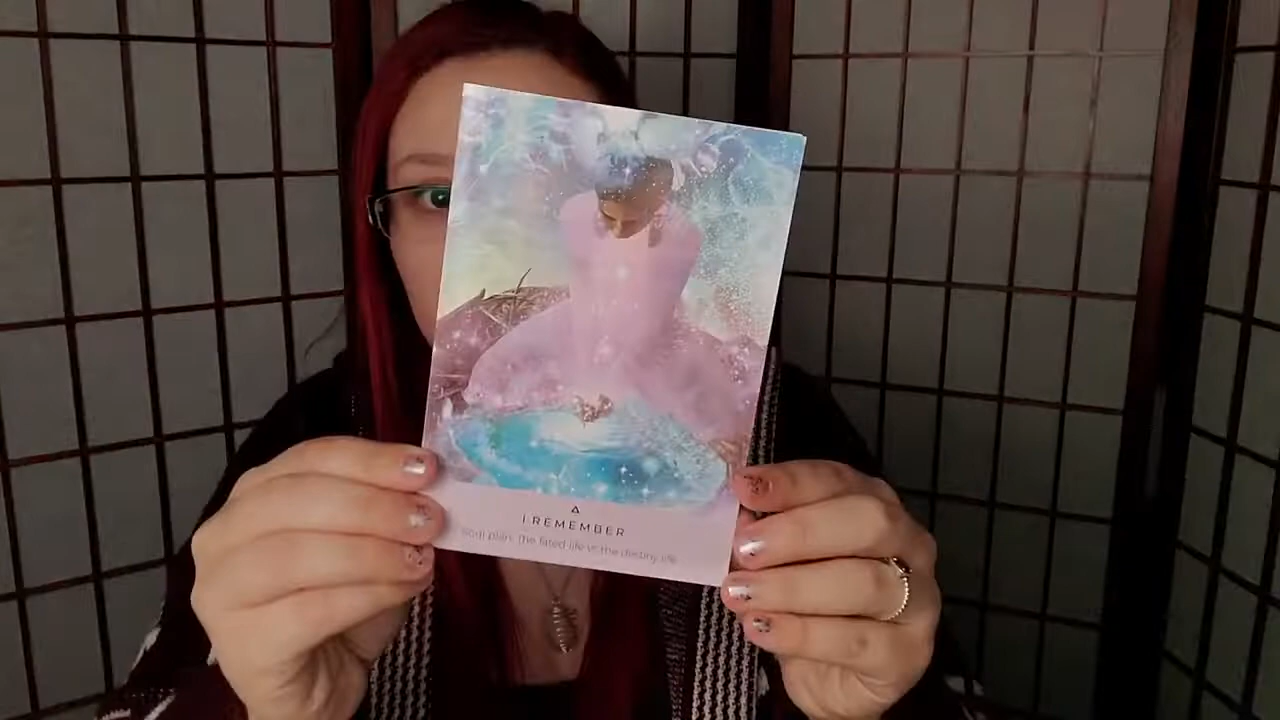 I REMEMBER
Soul plan. The fated life vs. the destiny life.